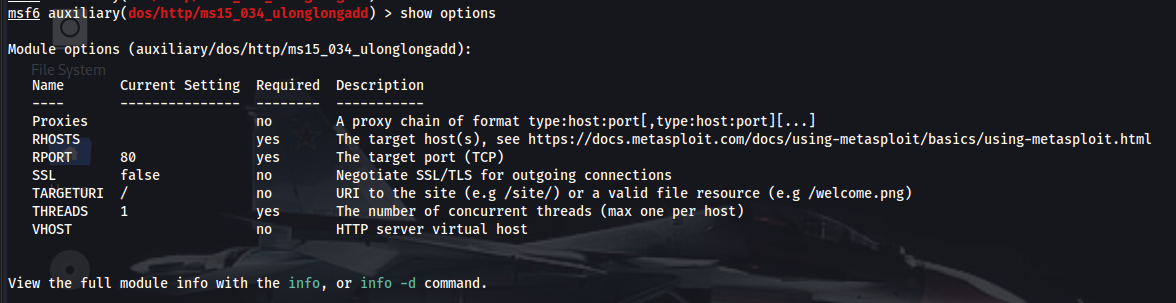 msf6 auxiliary(dos/http/ms15_034_ulonglongadd) > show options
Module options (auxiliary/dos/http/ms15_034_ulonglongadd):
File System
Name Current Setting Required Description
---- --------------- -------- -----------
Proxies no A proxy chain of format type:host:port[,type:host:port][...]
RHOSTS yes The target host(s), see https://docs.metasploit.com/docs/using-metasploit/basics/using-metasploit.html
RPORT 80 yes The target port (TCP)
SSL false no Negotiate SSL/TLS for outgoing connections
TARGETURI / no URI to the site (e.g /site/) or a valid file resource (e.g /welcome.png)
THREADS 1 yes The number of concurrent threads (max one per host)
VHOST no HTTP server virtual host
View the full module info with the info, or info -d command.